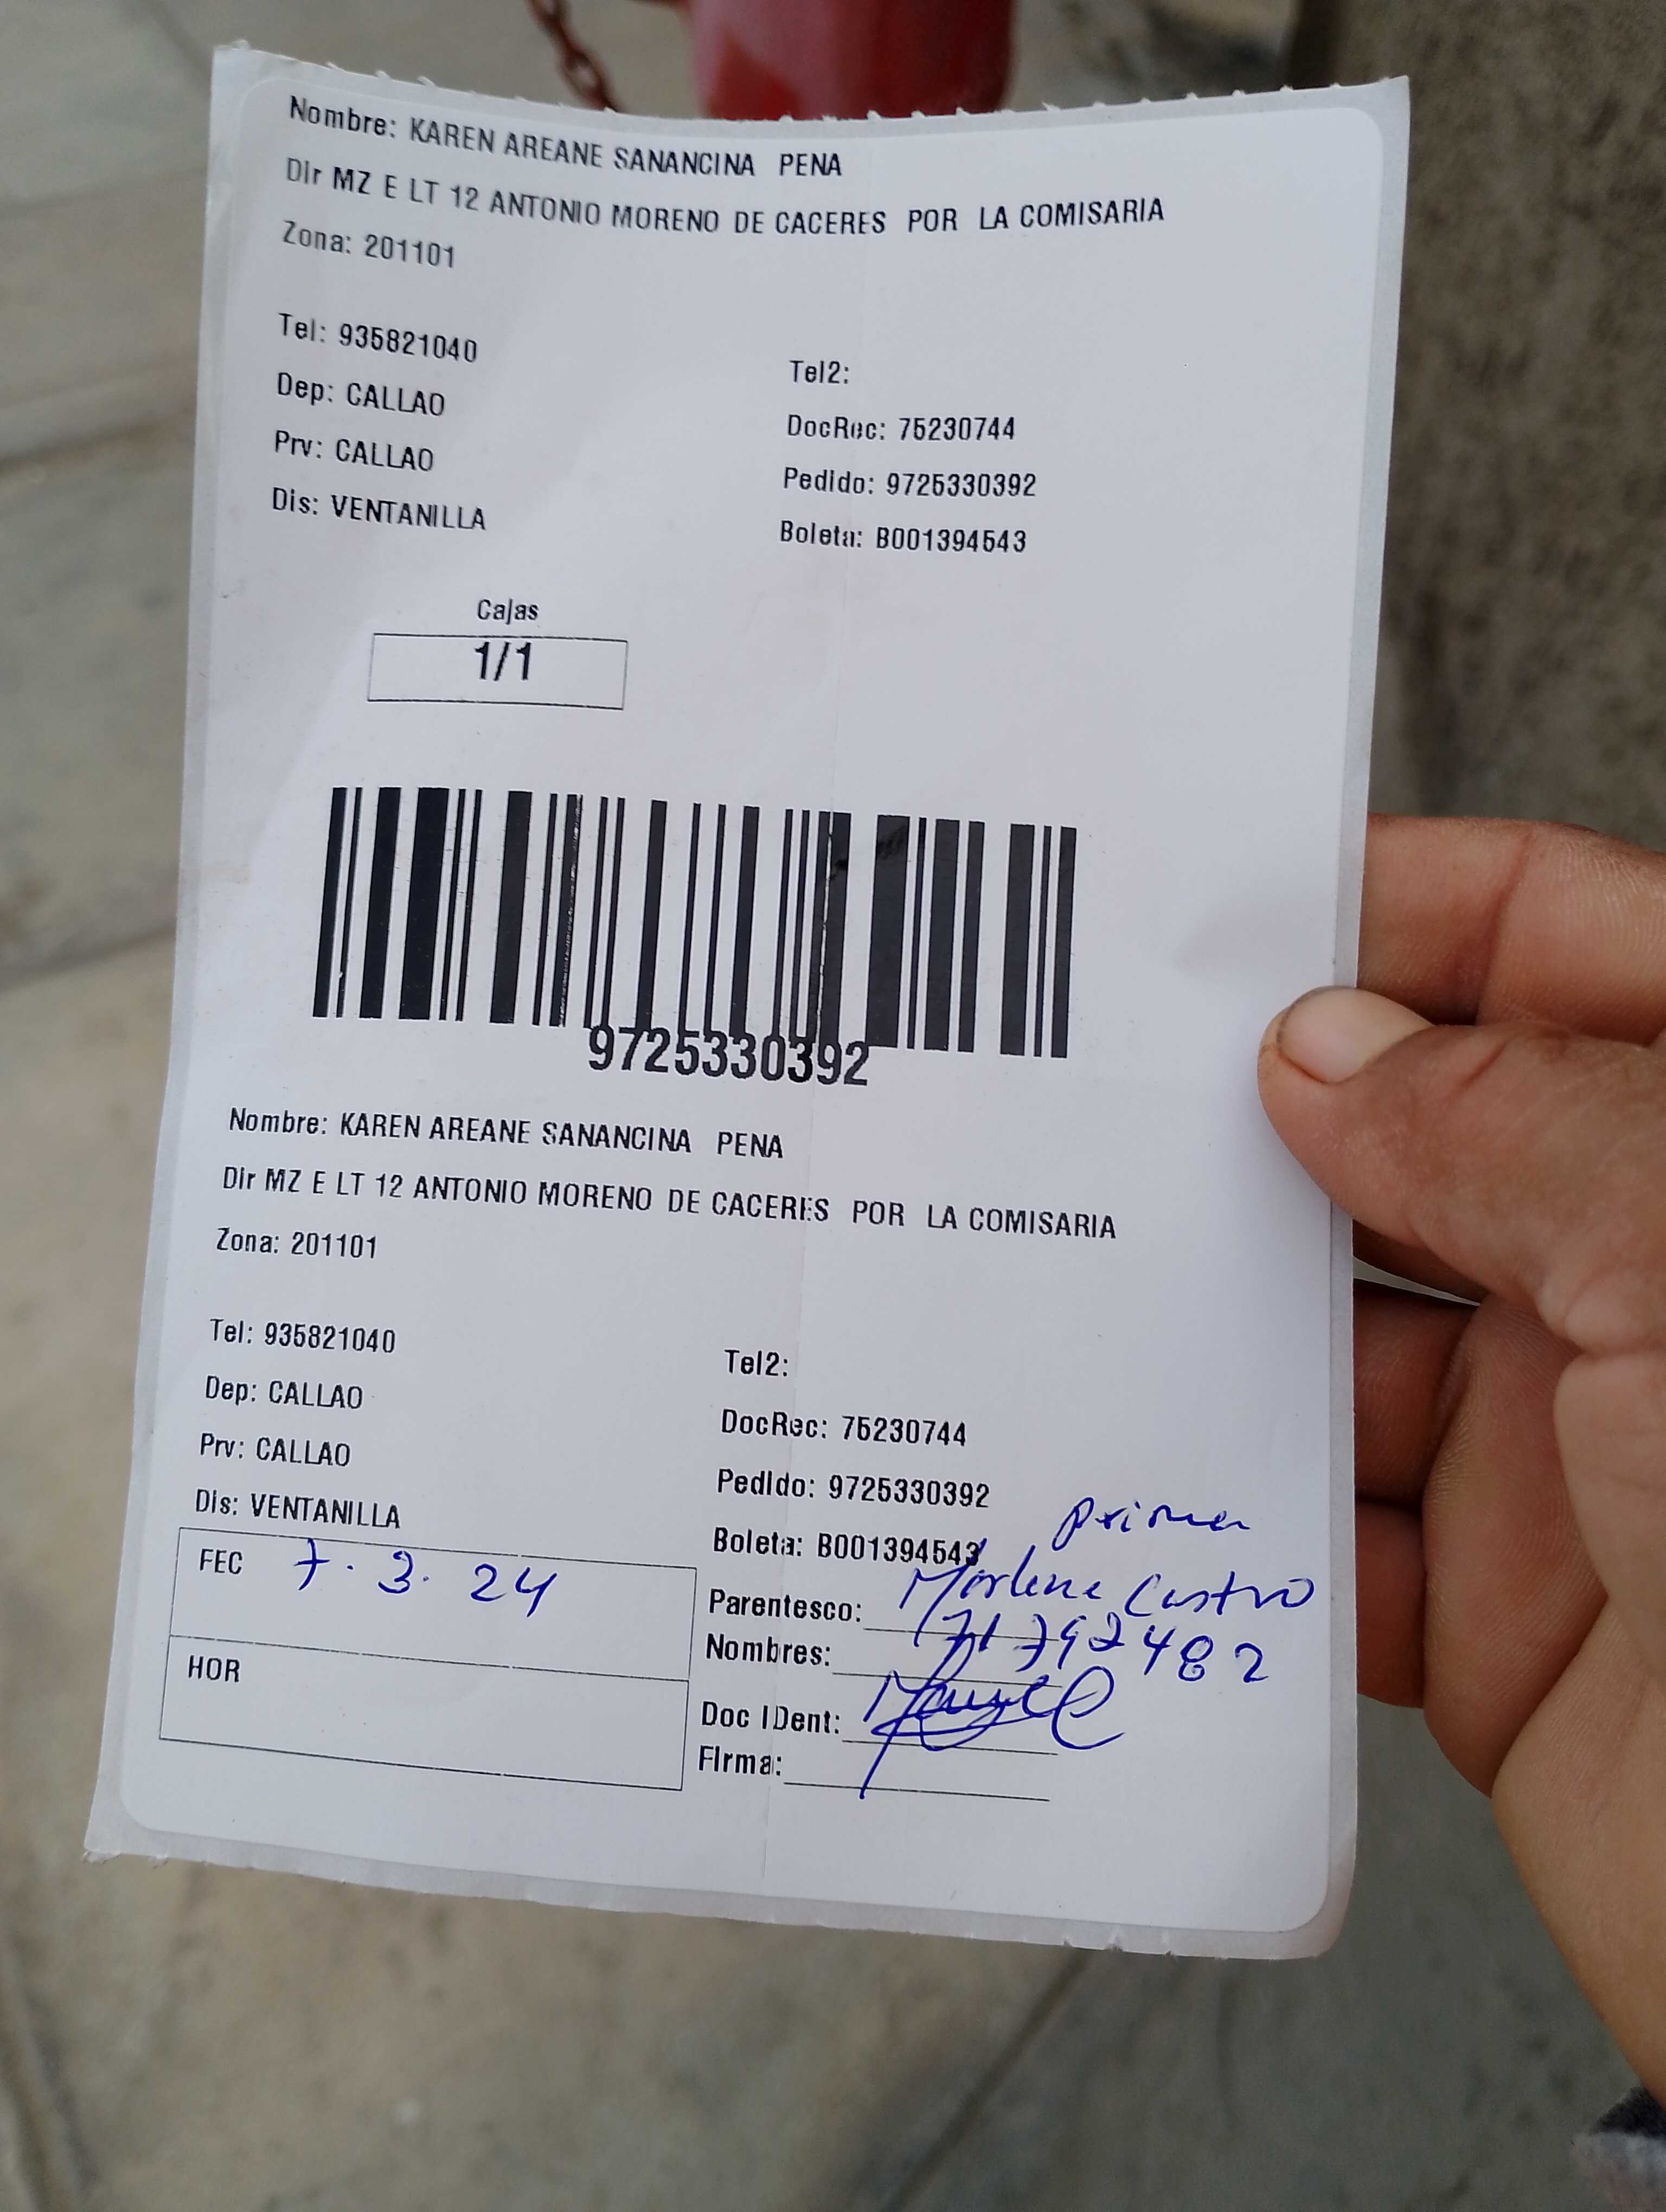 Nombre: KAREN AREANE SANANCINA PENA
Dir MZ E LT 12 ANTONIO MORENO DE CACERES POR LA COMISARIA
Zona: 201101
Tel: 935821040
Tel2:
Dep: CALLAO
DocRec: 75230744
Prv: CALLAO
Pedido: 9725330392
Dis: VENTANILLA
Boleta: B001394543
Cajas
1/1
9725330392
Nombre: KAREN AREANE SANANCINA PENA
Dir MZ E LT 12 ANTONIO MORENO DE CACERES POR LA COMISARIA
Zona: 201101
Tel: 935821040
Tel2:
Dep: CALLAO
DocRec: 75230744
Prv: CALLAO
Pedido: 9725330392
Dis: VENTANILLA
Boleta: B001394543
prima
FEC 7.3.24
Parentesco: Marlene Castro
Nombres: 71792482
HOR
Doc IDent:
Firma: